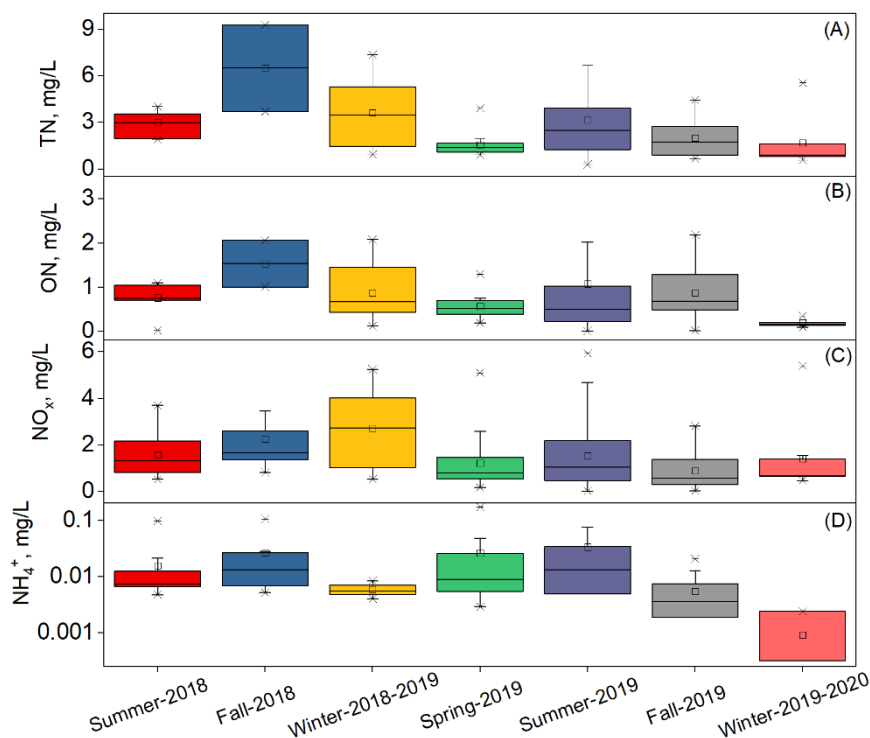 (A)
TN, mg/L
9
6
3
0
(B)
ON, mg/L
3
2
1
0
(C)
NOx, mg/L
6
4
2
0
(D)
NH4+, mg/L
0.1
0.01
0.001
Summer-2018
Fall-2018
Winter-2018-2019
Spring-2019
Summer-2019
Fall-2019
Winter-2019-2020